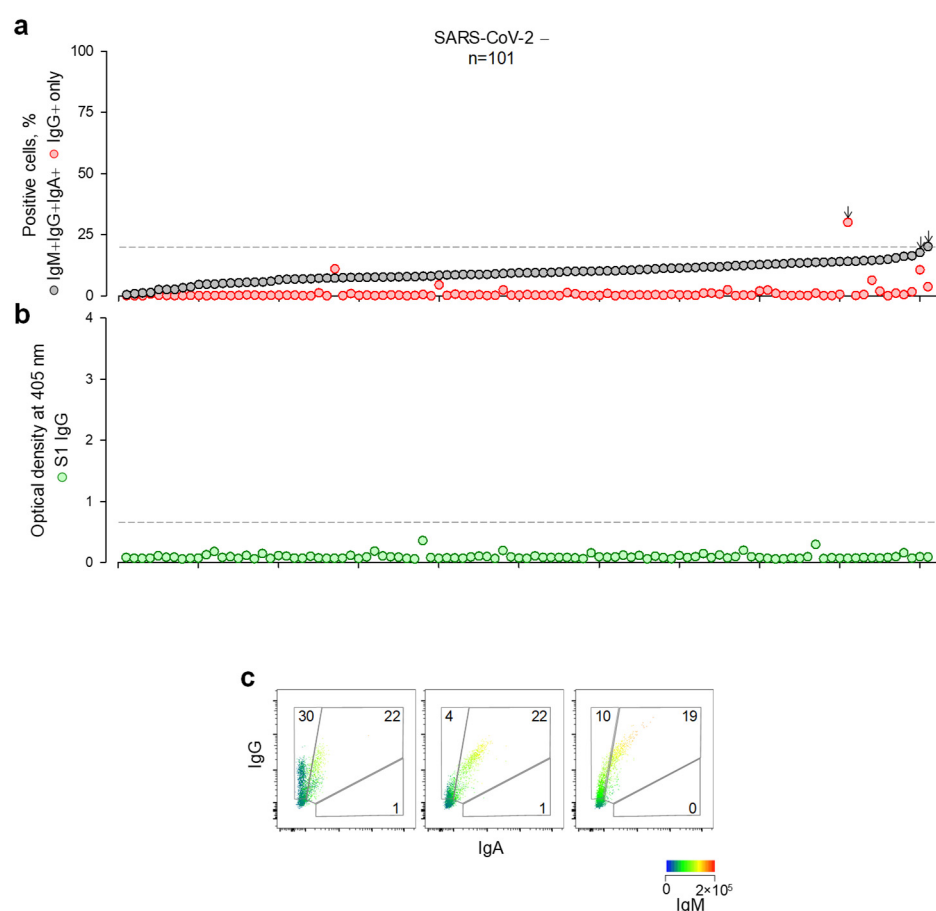 a
SARS-CoV-2 –
n=101
Positive cells, %
IgM+IgG+IgA+ IgG+ only
100
75
50
25
0
b
Optical density at 405 nm
S1 IgG
4
3
2
1
0
c
30 22 4 22 10 19
1 1 0
IgG
IgA
0 2×10⁵
IgM